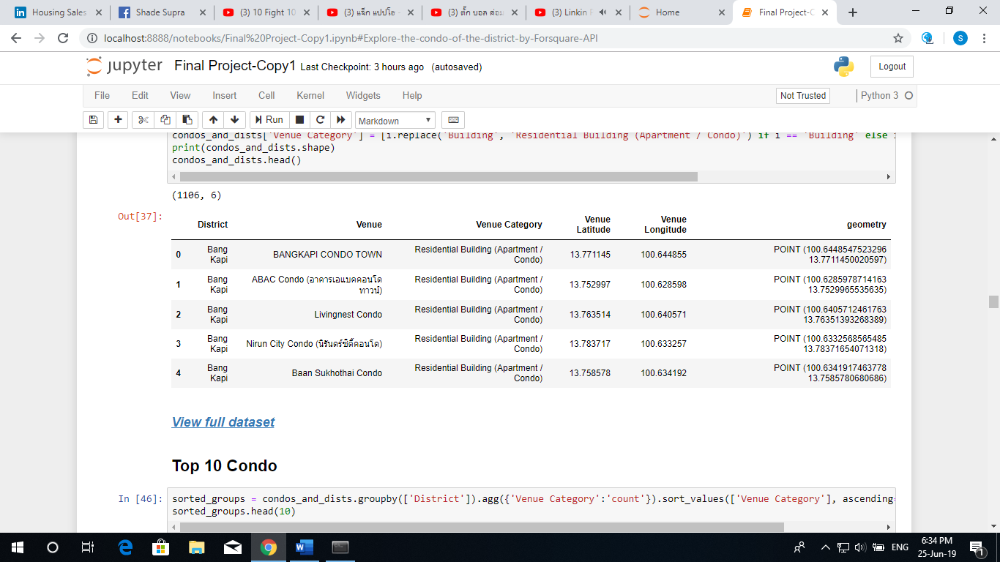 Housing Sales
Shade Supra
(3) 10 Fight 10
(3) แจ็ก แปปโฮ -
(3) ตั๊ก บอล ต่อม
(3) Linkin
Home
Final Project-C
localhost:8888/notebooks/Final%20Project-Copy1.ipynb#Explore-the-condo-of-the-district-by-Forsquare-API
S
jupyter Final Project-Copy1 Last Checkpoint: 3 hours ago (autosaved)
Logout
File Edit View Insert Cell Kernel Widgets Help
Not Trusted
Python 3
Run
Markdown
condos_and_dists['Venue Category'] = [i.replace('Building', 'Residential Building (Apartment / Condo)') if i == 'Building' else
print(condos_and_dists.shape)
condos_and_dists.head()
(1106, 6)
Out[37]:
District Venue Venue Category Venue Latitude Venue Longitude geometry
0 Bang Kapi BANGKAPI CONDO TOWN Residential Building (Apartment / Condo) 13.771145 100.644855 POINT (100.6448547523296 13.7711450020597)
1 Bang Kapi ABAC Condo (อาคารเอแบคคอนโดทาวน์) Residential Building (Apartment / Condo) 13.752997 100.628598 POINT (100.6285978714163 13.7529965535635)
2 Bang Kapi Livingnest Condo Residential Building (Apartment / Condo) 13.763514 100.640571 POINT (100.6405712461763 13.76351393268389)
3 Bang Kapi Nirun City Condo (นิรันดร์ซิตี้คอนโด) Residential Building (Apartment / Condo) 13.783717 100.633257 POINT (100.6332568565485 13.78371654071318)
4 Bang Kapi Baan Sukhothai Condo Residential Building (Apartment / Condo) 13.758578 100.634192 POINT (100.6341917463778 13.7585780680686)
View full dataset
Top 10 Condo
In [46]:
sorted_groups = condos_and_dists.groupby(['District']).agg({'Venue Category':'count'}).sort_values(['Venue Category'], ascending=
sorted_groups.head(10)
ENG
6:34 PM
25-Jun-19
1